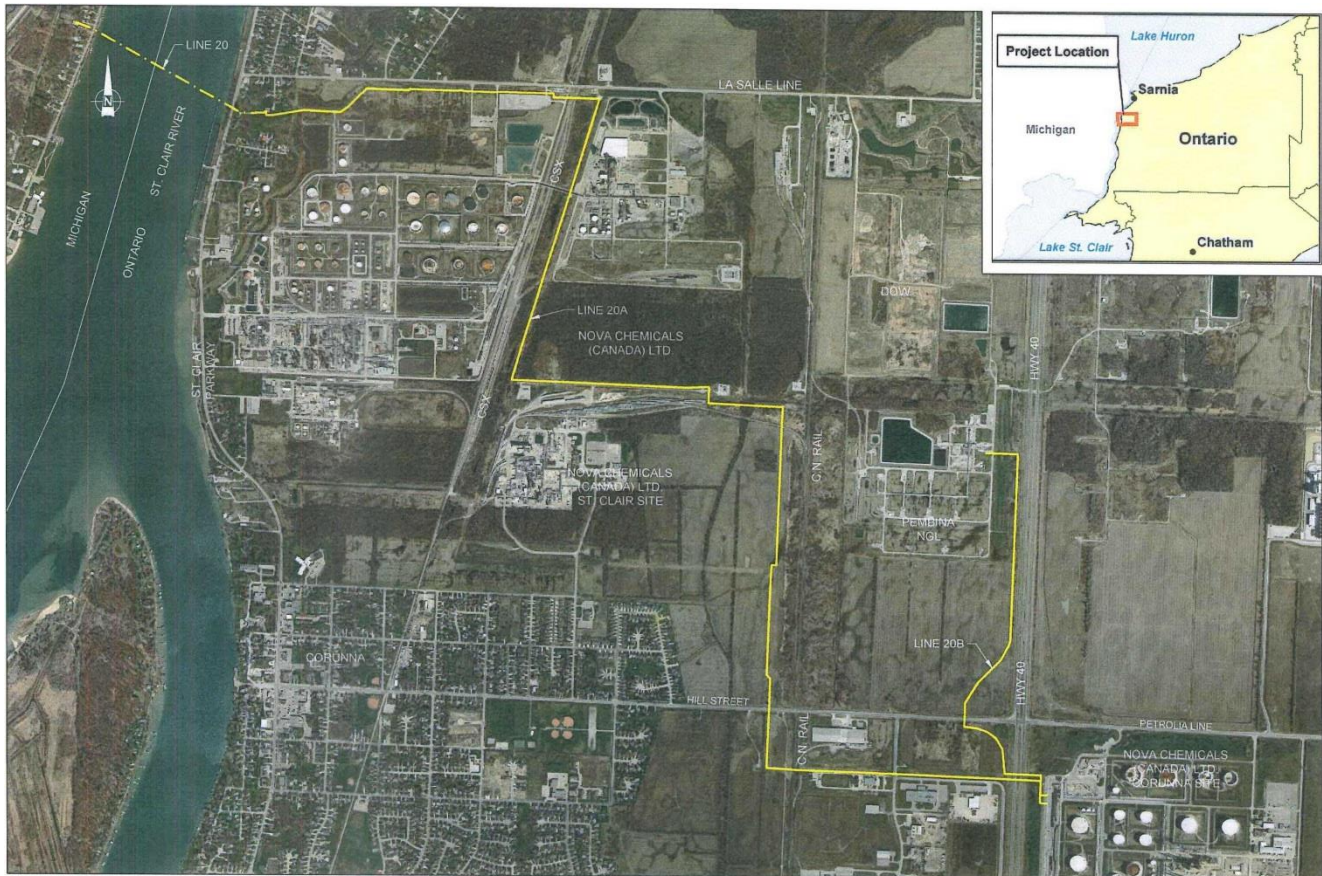 LINE 20
N
MICHIGAN
ST. CLAIR RIVER
ONTARIO
ST. CLAIR
PARKWAY
LA SALLE LINE
CSX
LINE 20A
NOVA CHEMICALS
(CANADA) LTD.
CSX
NOVA CHEMICALS
(CANADA) LTD.
ST. CLAIR SITE
C.N. RAIL
DOW
HWY 40
PEMBINA
NGL
LINE 20B
HWY 40
CORUNNA
HILL STREET
C.N. RAIL
PETROLIA LINE
NOVA CHEMICALS
(CANADA) LTD.
CORUNNA SITE
Project Location
Lake Huron
Sarnia
Michigan
Ontario
Lake St. Clair
Chatham